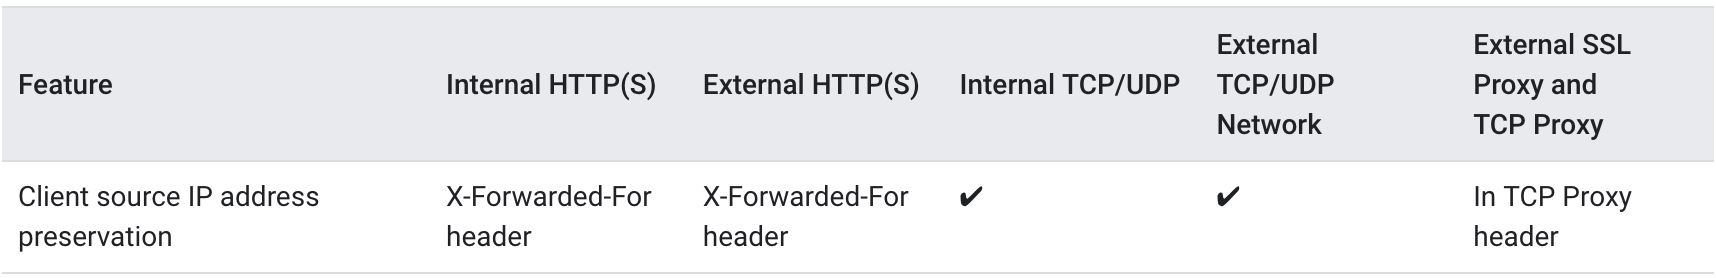 Feature
Internal HTTP(S)
External HTTP(S)
Internal TCP/UDP
External
TCP/UDP
Network
External SSL
Proxy and
TCP Proxy
Client source IP address
preservation
X-Forwarded-For
header
X-Forwarded-For
header
✔
✔
In TCP Proxy
header